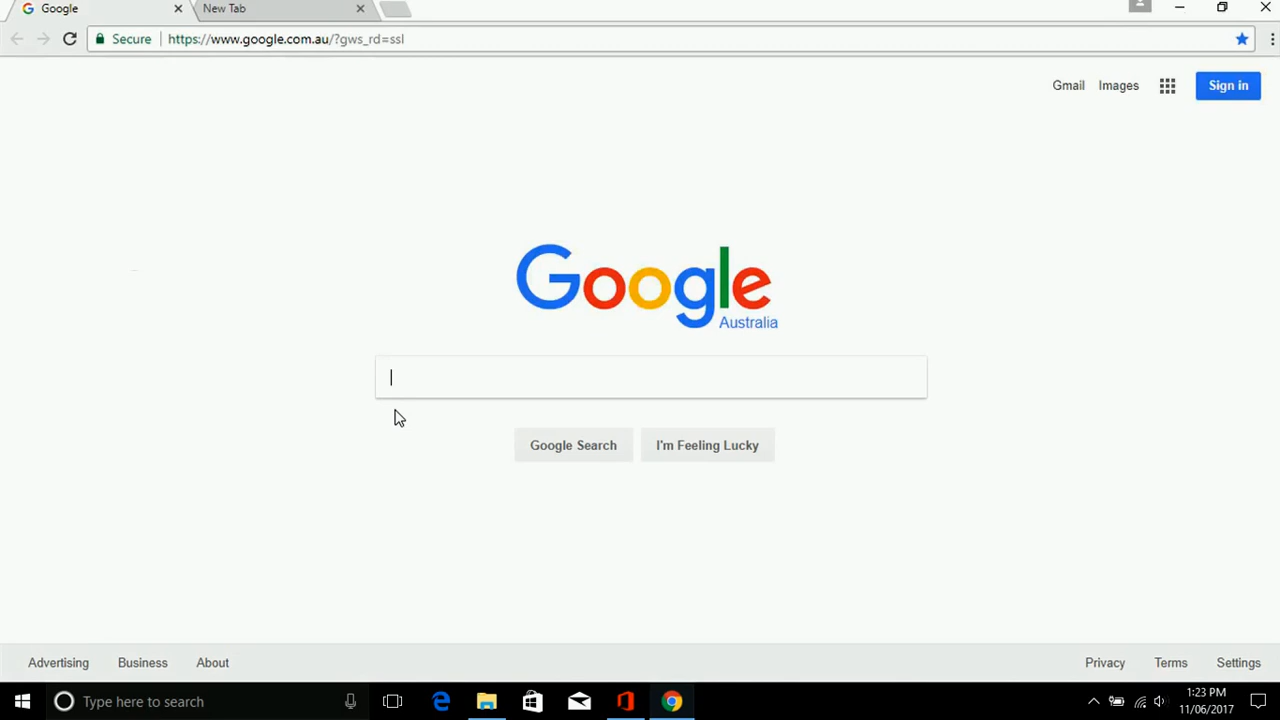 Google
New Tab
Secure
https://www.google.com.au/?gws_rd=ssl
Gmail
Images
Sign in
Google
Australia
Google Search
I'm Feeling Lucky
Advertising
Business
About
Privacy
Terms
Settings
Type here to search
1:23 PM
11/06/2017